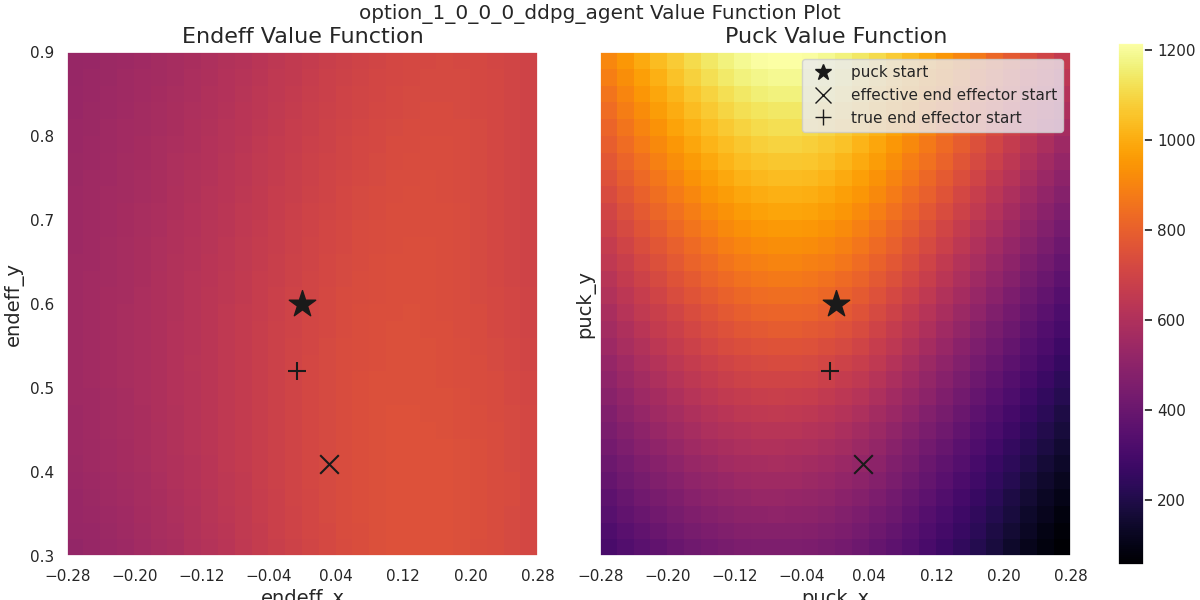 option_1_0_0_0_ddpg_agent Value Function Plot
Endeff Value Function
Puck Value Function
0.9
0.8
0.7
0.6
0.5
0.4
0.3
endeff_y
−0.28 −0.20 −0.12 −0.04 0.04 0.12 0.20 0.28
endeff_x
puck_y
puck start
effective end effector start
true end effector start
−0.28 −0.20 −0.12 −0.04 0.04 0.12 0.20 0.28
puck_x
1200
1000
800
600
400
200